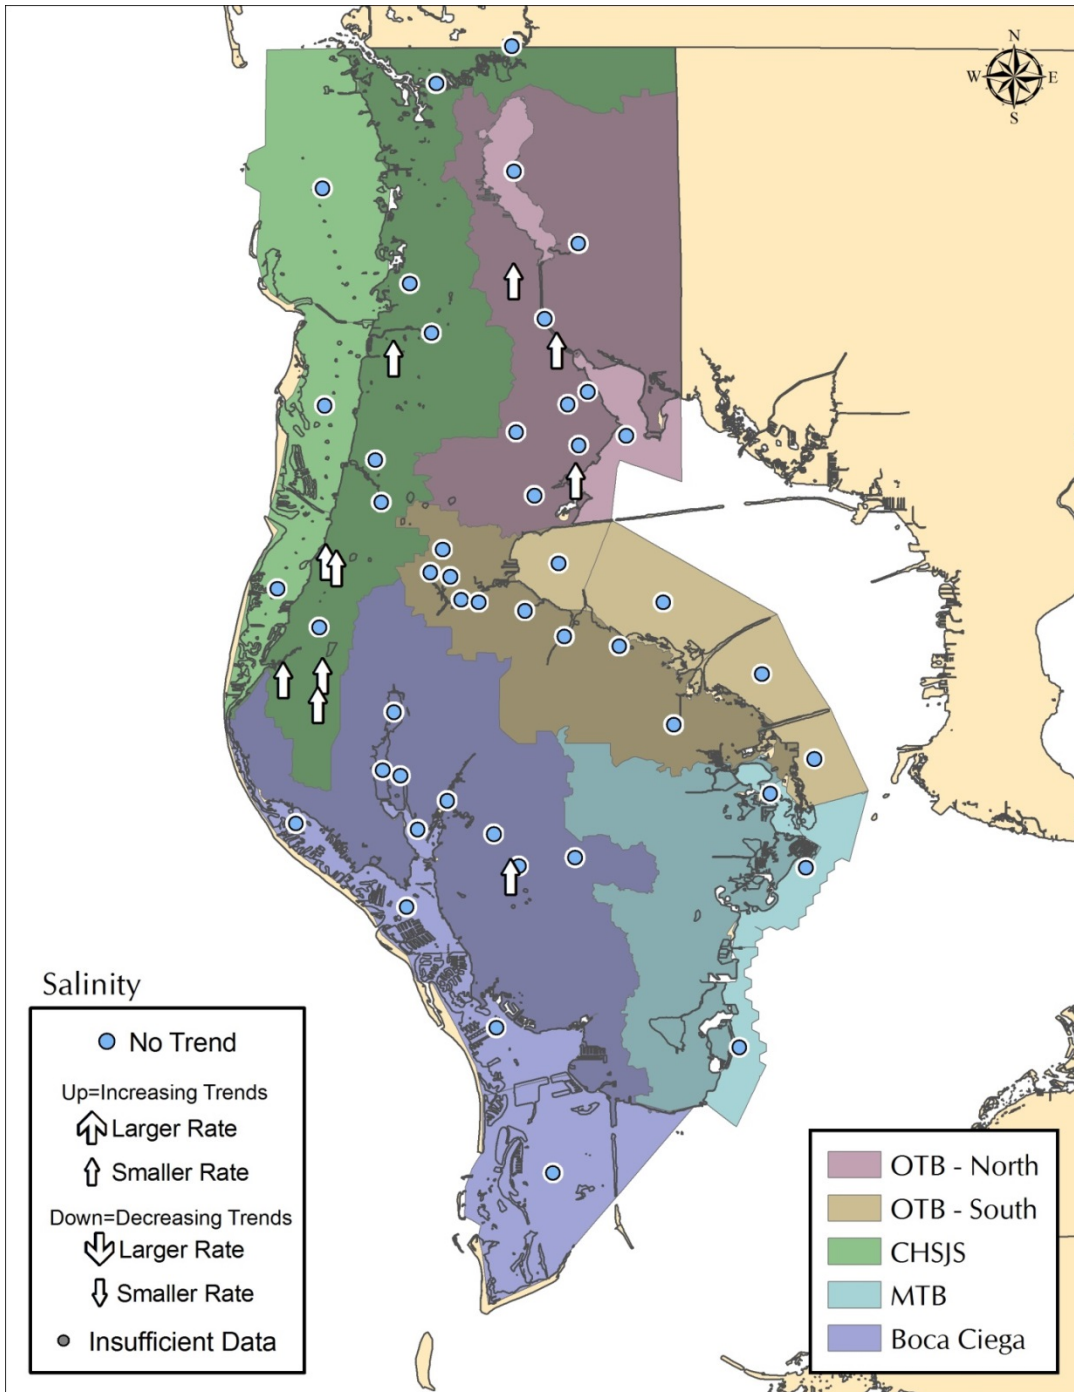 N
W E
S
Salinity
No Trend
Up=Increasing Trends
Larger Rate
Smaller Rate
Down=Decreasing Trends
Larger Rate
Smaller Rate
Insufficient Data
OTB - North
OTB - South
CHSJS
MTB
Boca Ciega